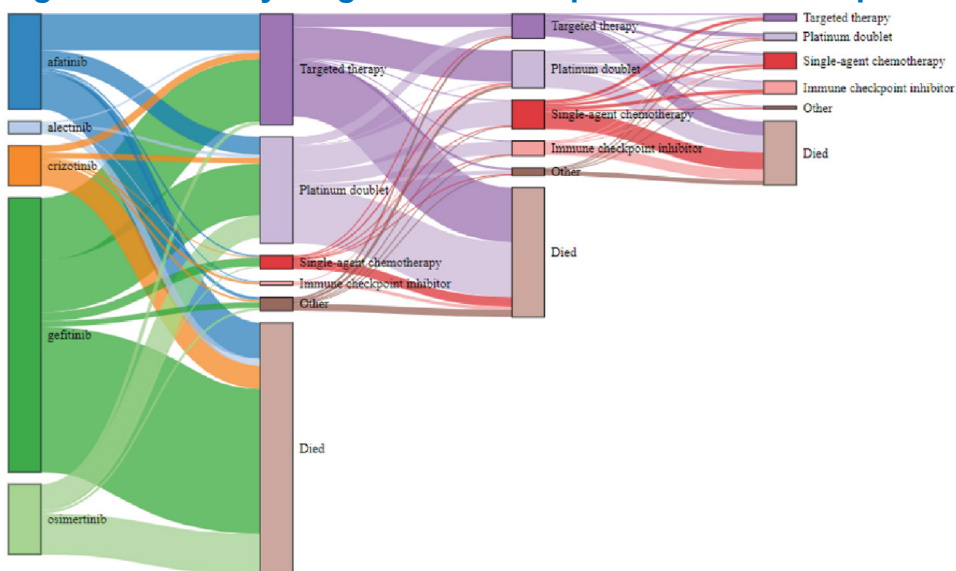 afatinib
alectinib
crizotinib
gefitinib
osimertinib
Targeted therapy
Platinum doublet
Single-agent chemotherapy
Immune checkpoint inhibitor
Other
Died
Targeted therapy
Platinum doublet
Single-agent chemotherapy
Immune checkpoint inhibitor
Other
Died
Targeted therapy
Platinum doublet
Single-agent chemotherapy
Immune checkpoint inhibitor
Other
Died